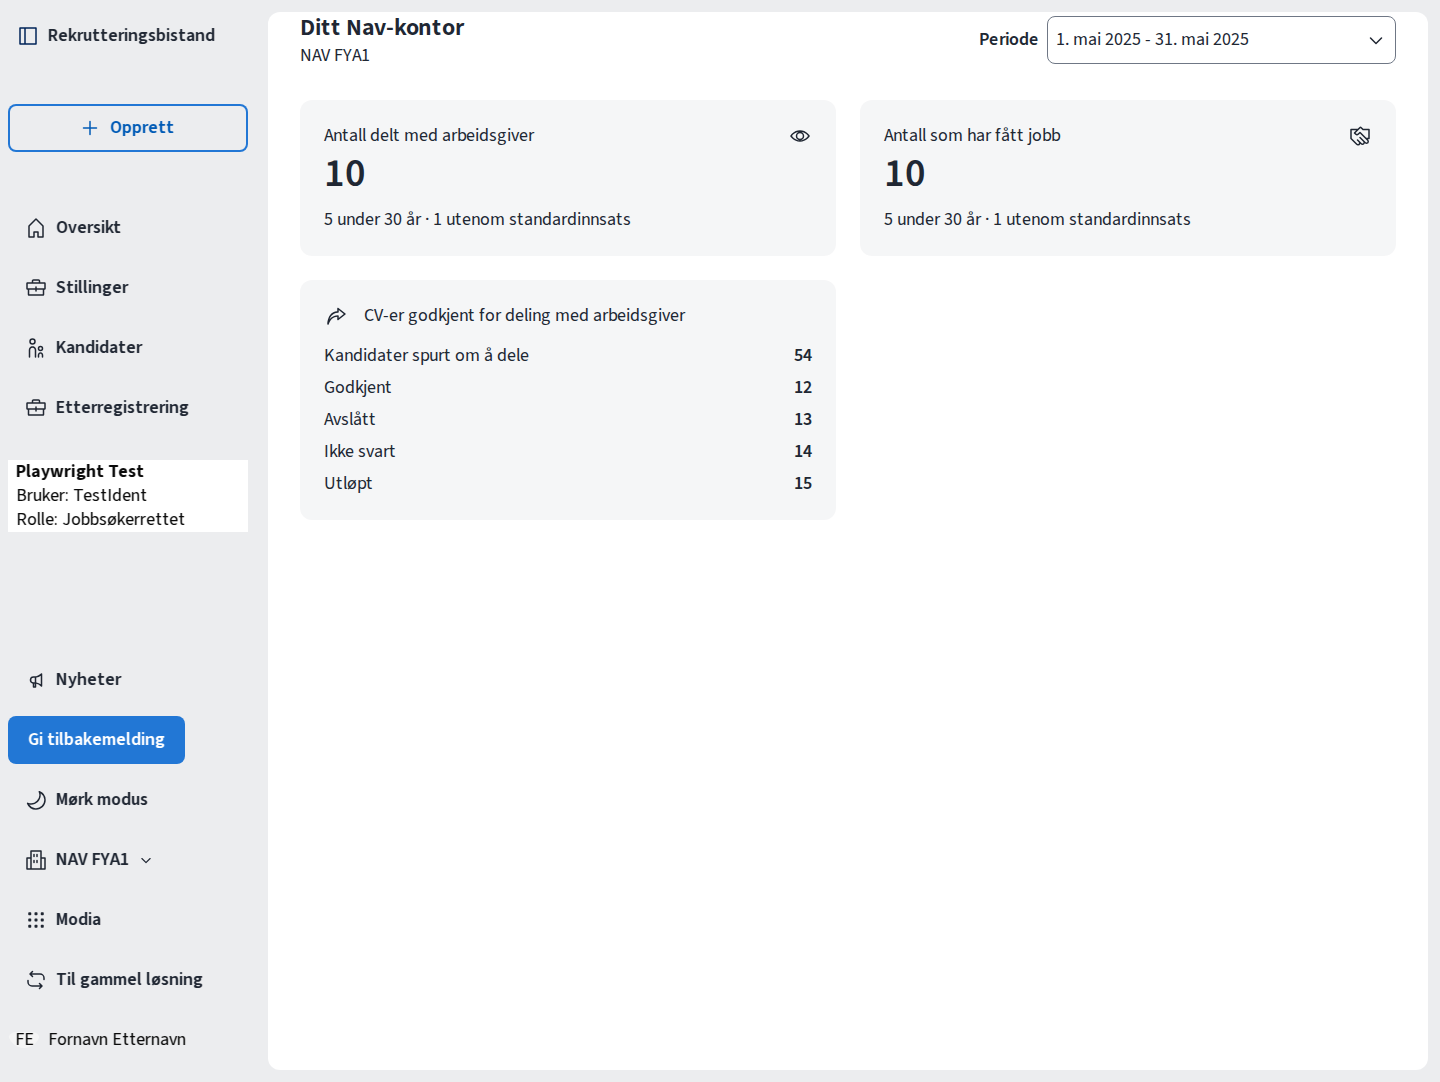 Rekrutteringsbistand
Opprett
Oversikt
Stillinger
Kandidater
Etterregistrering
Playwright Test
Bruker: TestIdent
Rolle: Jobbsøkerrettet
Nyheter
Gi tilbakemelding
Mørk modus
NAV FYA1
Modia
Til gammel løsning
FE Fornavn Etternavn
Ditt Nav-kontor
NAV FYA1
Periode 1. mai 2025 - 31. mai 2025
Antall delt med arbeidsgiver
10
5 under 30 år · 1 utenom standardinnsats
Antall som har fått jobb
10
5 under 30 år · 1 utenom standardinnsats
CV-er godkjent for deling med arbeidsgiver
Kandidater spurt om å dele 54
Godkjent 12
Avslått 13
Ikke svart 14
Utløpt 15